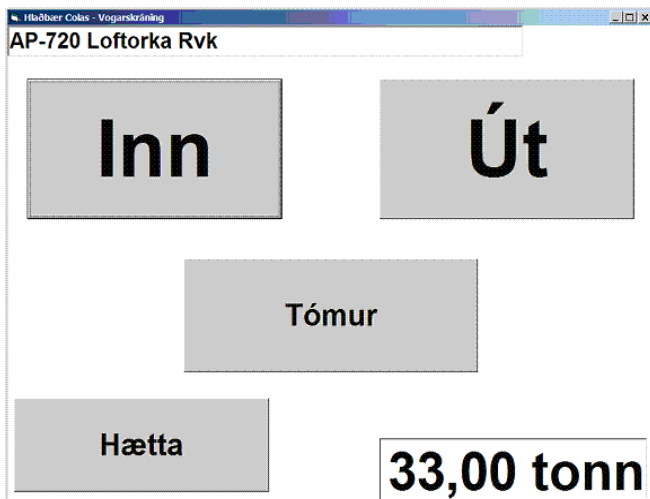 Hlaðbær Colas - Vogarskráning
AP-720 Loftorka Rvk
Inn
Út
Tómur
Hætta
33,00 tonn